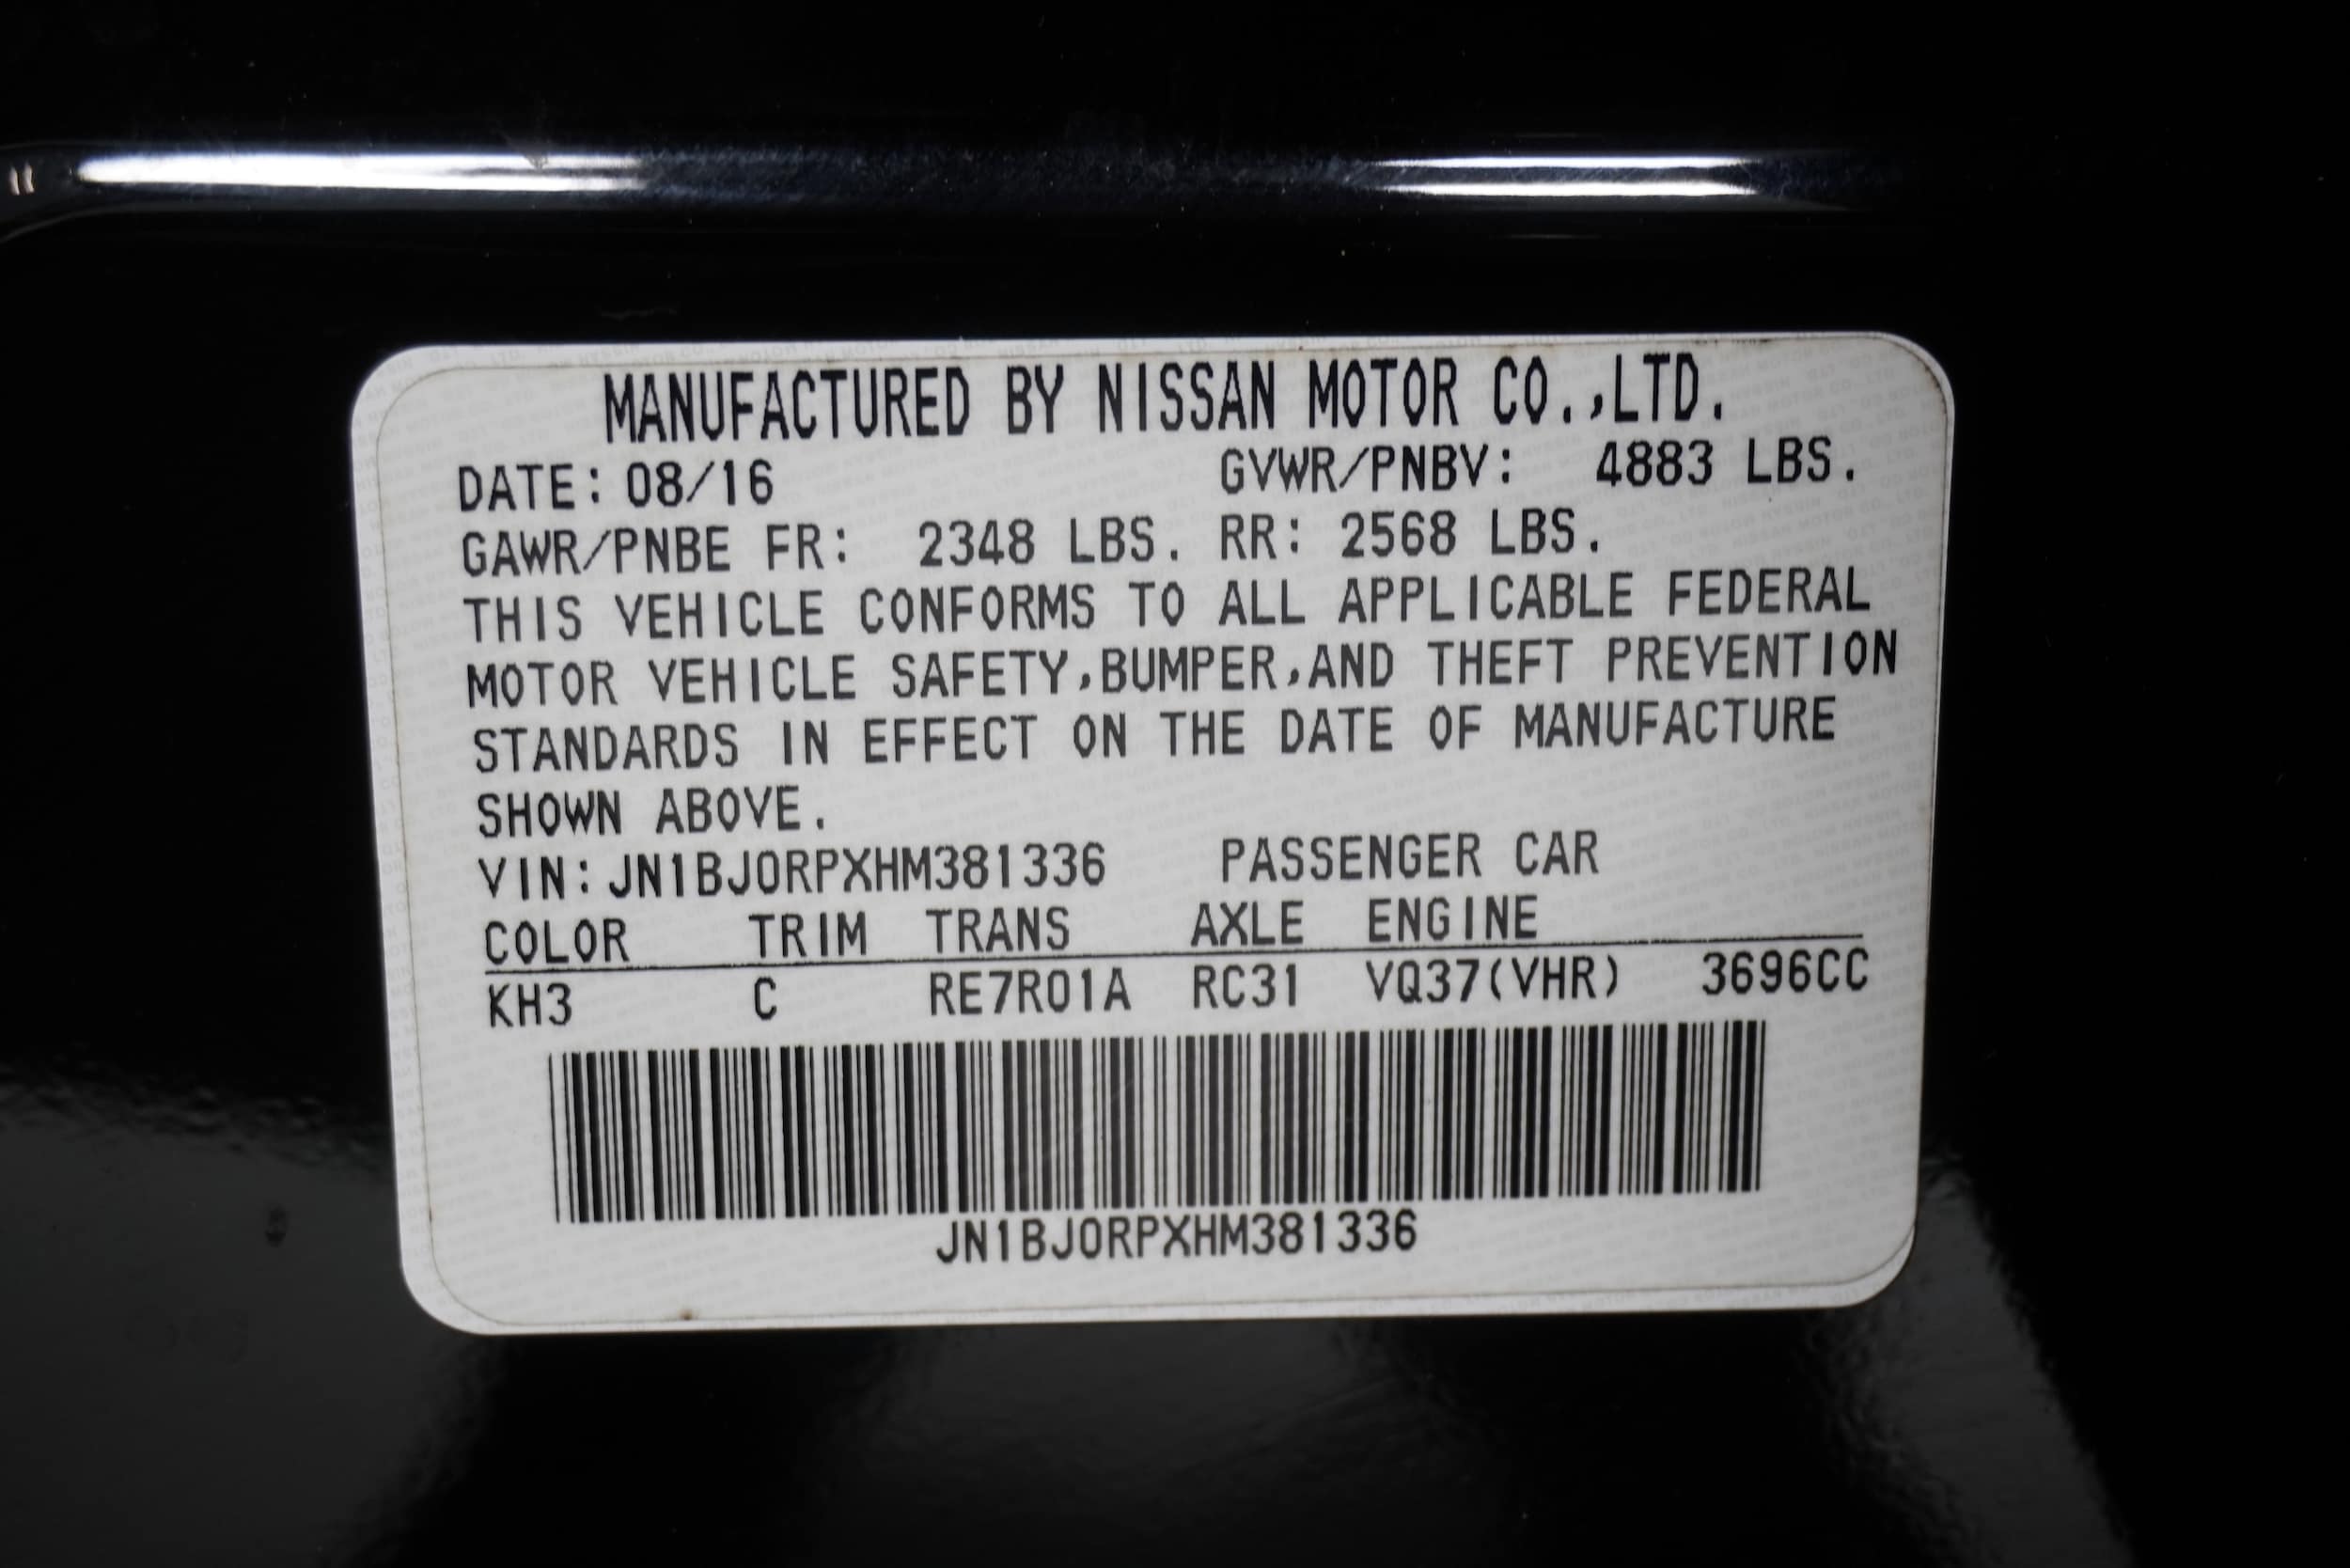 MANUFACTURED BY NISSAN MOTOR CO.,LTD.
DATE: 08/16 GVWR/PNBV: 4883 LBS.
GAWR/PNBE FR: 2348 LBS. RR: 2568 LBS.
THIS VEHICLE CONFORMS TO ALL APPLICABLE FEDERAL
MOTOR VEHICLE SAFETY,BUMPER,AND THEFT PREVENTION
STANDARDS IN EFFECT ON THE DATE OF MANUFACTURE
SHOWN ABOVE.
VIN:JN1BJ0RPXHM381336 PASSENGER CAR
COLOR TRIM TRANS AXLE ENGINE
KH3 C RE7R01A RC31 VQ37(VHR) 3696CC
JN1BJ0RPXHM381336